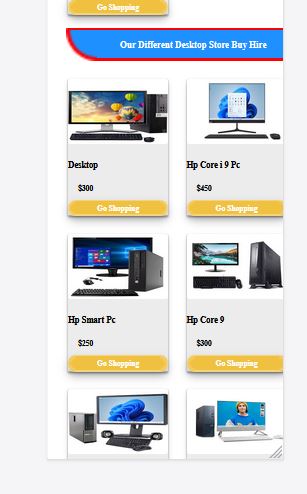 Go Shopping
Our Different Desktop Store Buy Hire
Desktop
Hp Core i 9 Pc
$300
$450
Go Shopping
Go Shopping
Hp Smart Pc
Hp Core 9
$250
$300
Go Shopping
Go Shopping